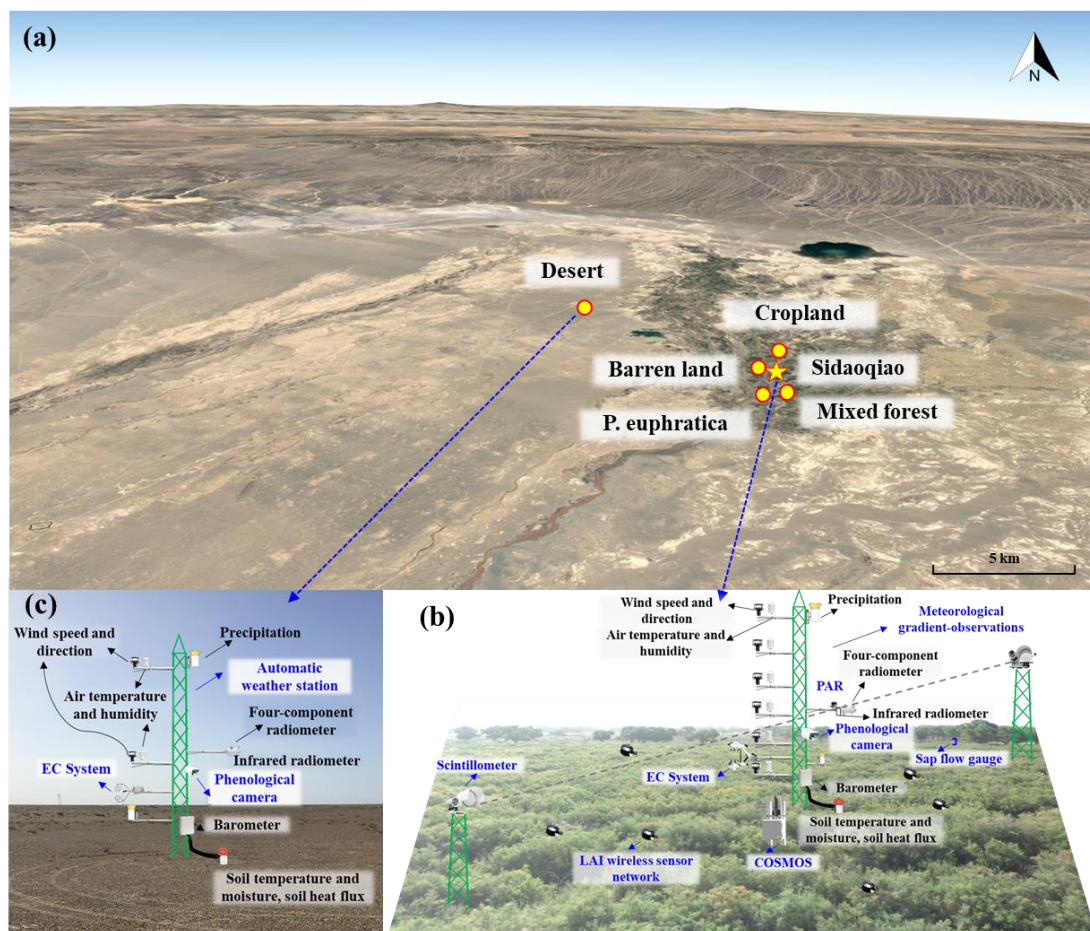 (a)
N
Desert
Cropland
Barren land
Sidaoqiao
P. euphratica
Mixed forest
5 km
(c)
Wind speed and
direction
Precipitation
Automatic
weather station
Air temperature
and humidity
Four-component
radiometer
Infrared radiometer
EC System
Phenological
camera
Barometer
Soil temperature and
moisture, soil heat flux
(b)
Wind speed and
direction
Air temperature and
humidity
Precipitation
Meteorological
gradient-observations
Four-component
radiometer
PAR
Infrared radiometer
Phenological
camera
Sap flow gauge
Scintillometer
EC System
Barometer
Soil temperature and
moisture, soil heat flux
LAI wireless sensor
network
COSMOS